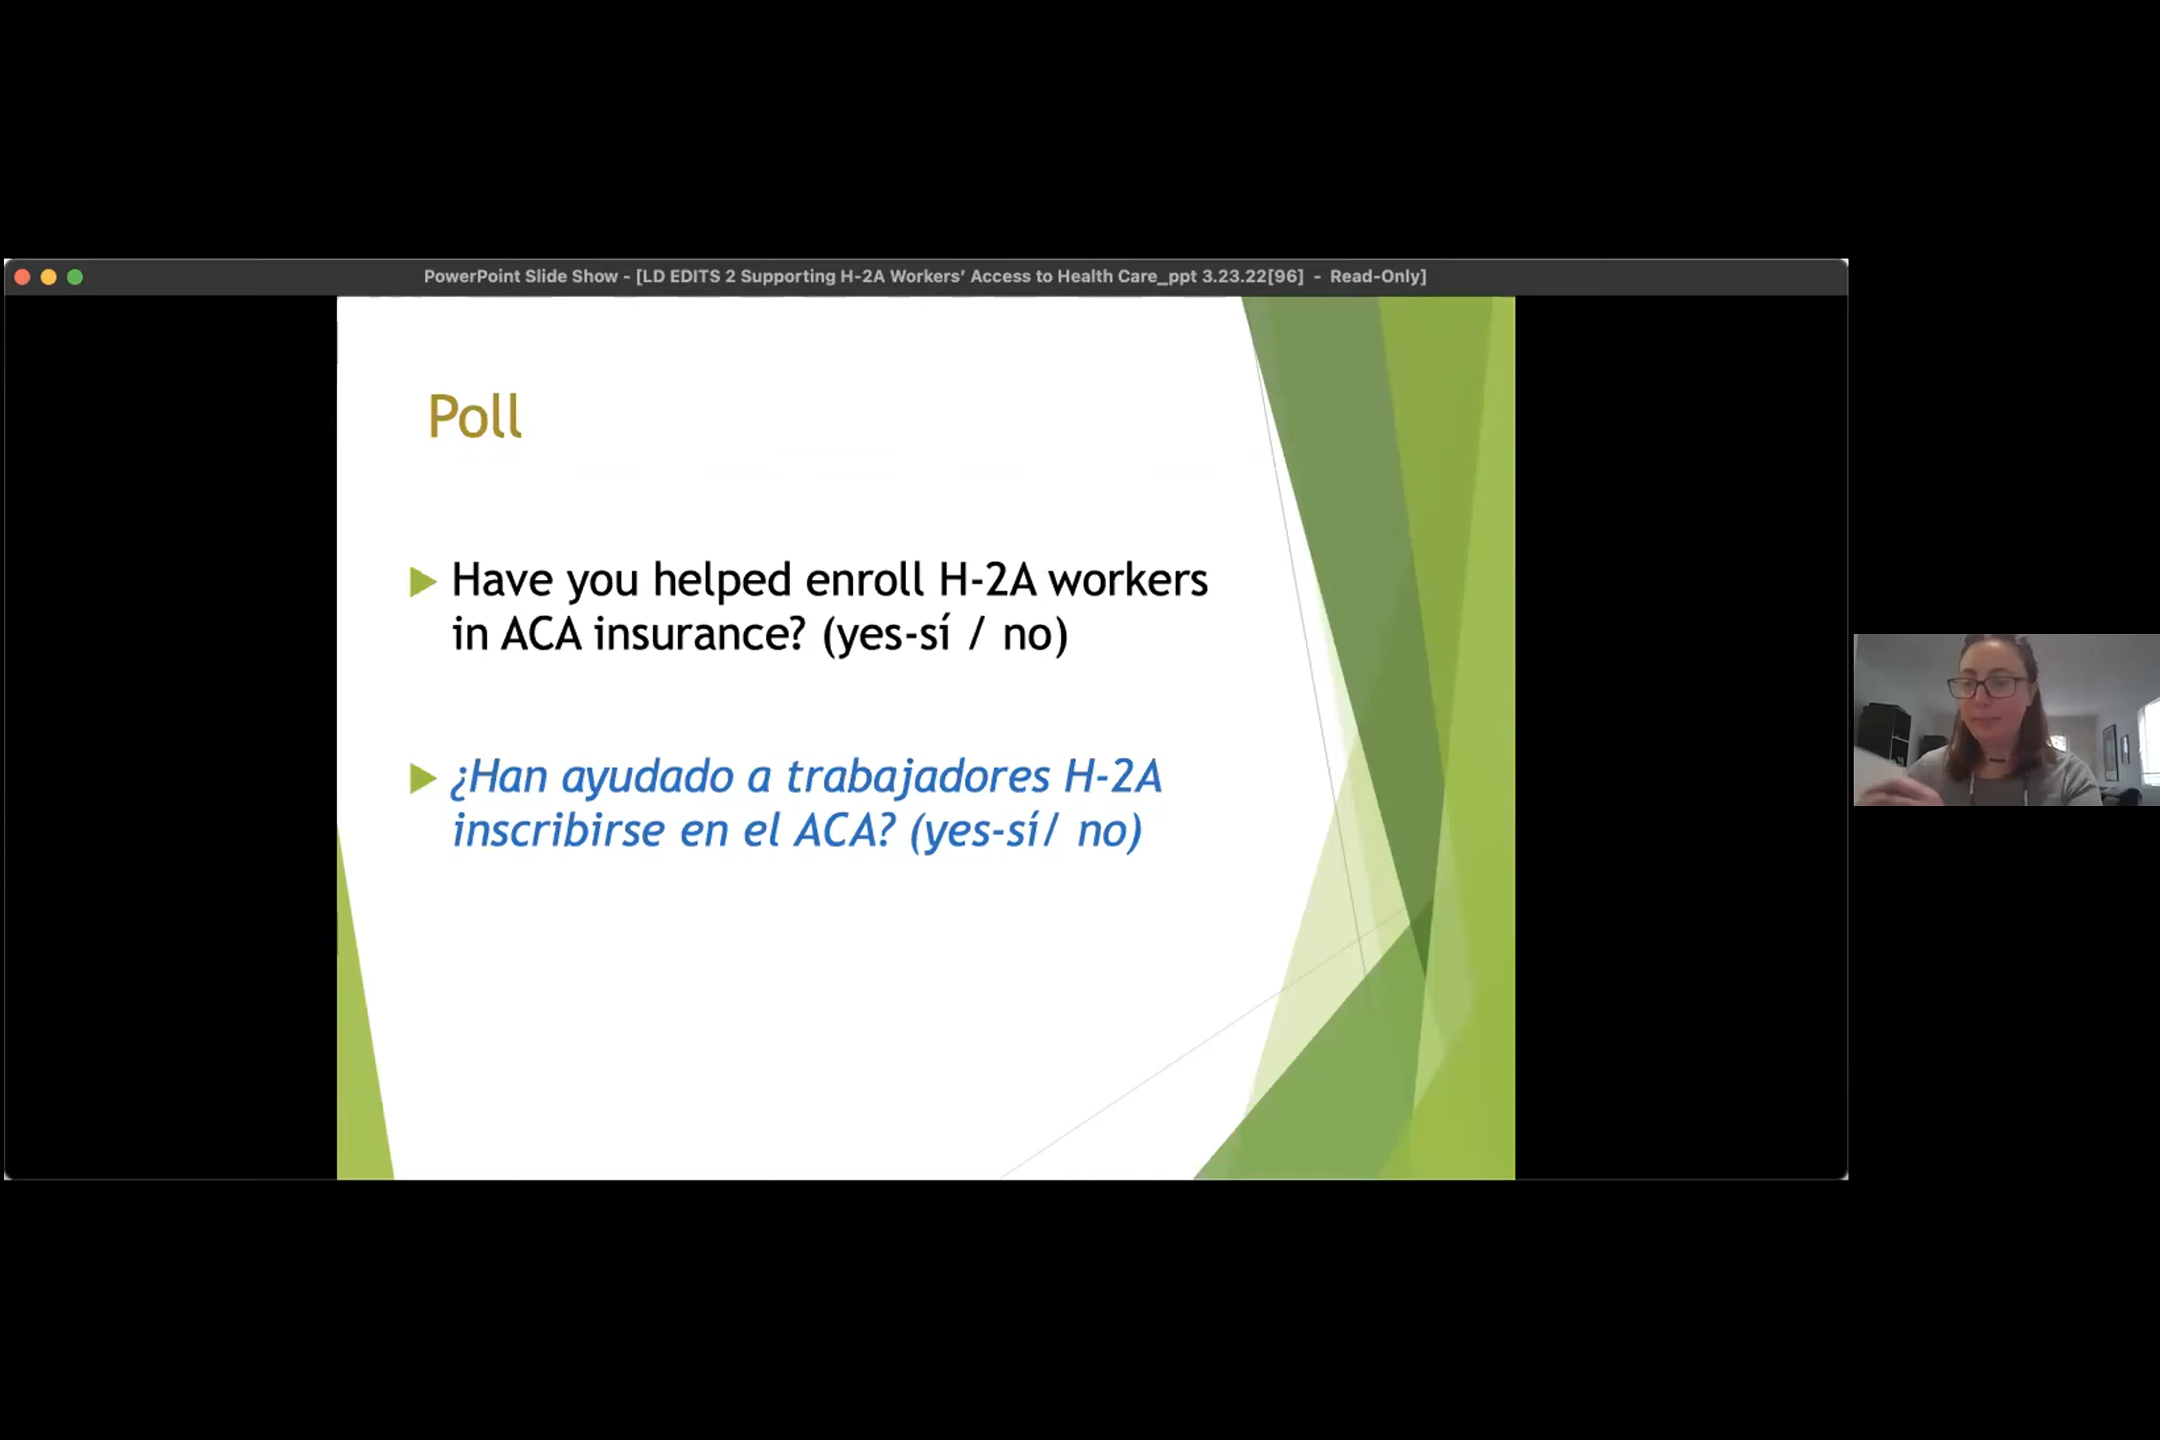 PowerPoint Slide Show - [LD EDITS 2 Supporting H-2A Workers’ Access to Health Care_ppt 3.23.22[96] - Read-Only]
Poll
Have you helped enroll H-2A workers
in ACA insurance? (yes-sí / no)
¿Han ayudado a trabajadores H-2A
inscribirse en el ACA? (yes-sí/ no)